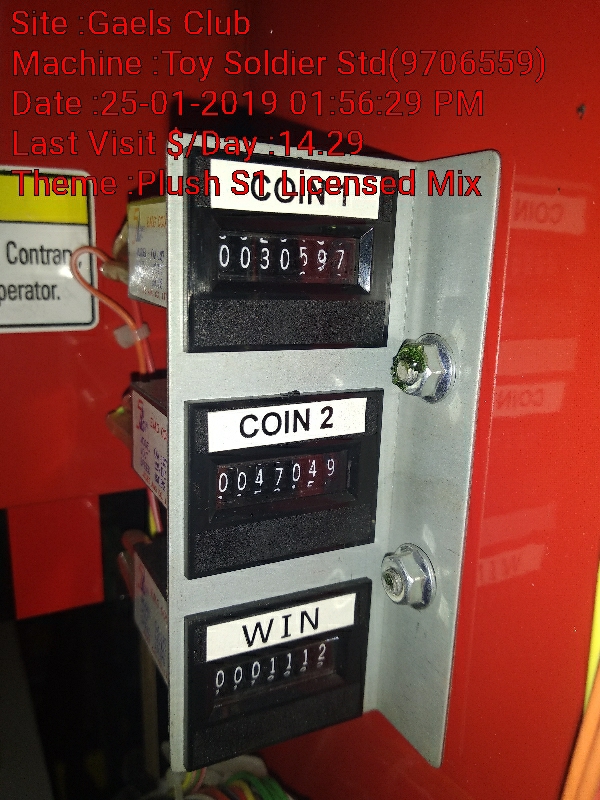 Site :Gaels Club
Machine :Toy Soldier Std(9706559)
Date :25-01-2019 01:56:29 PM
Last Visit $/Day :14.29
Theme :Plush S1 Licensed Mix
COIN 1
0030597
Contran
perator.
COIN 2
0047049
WIN
0001112